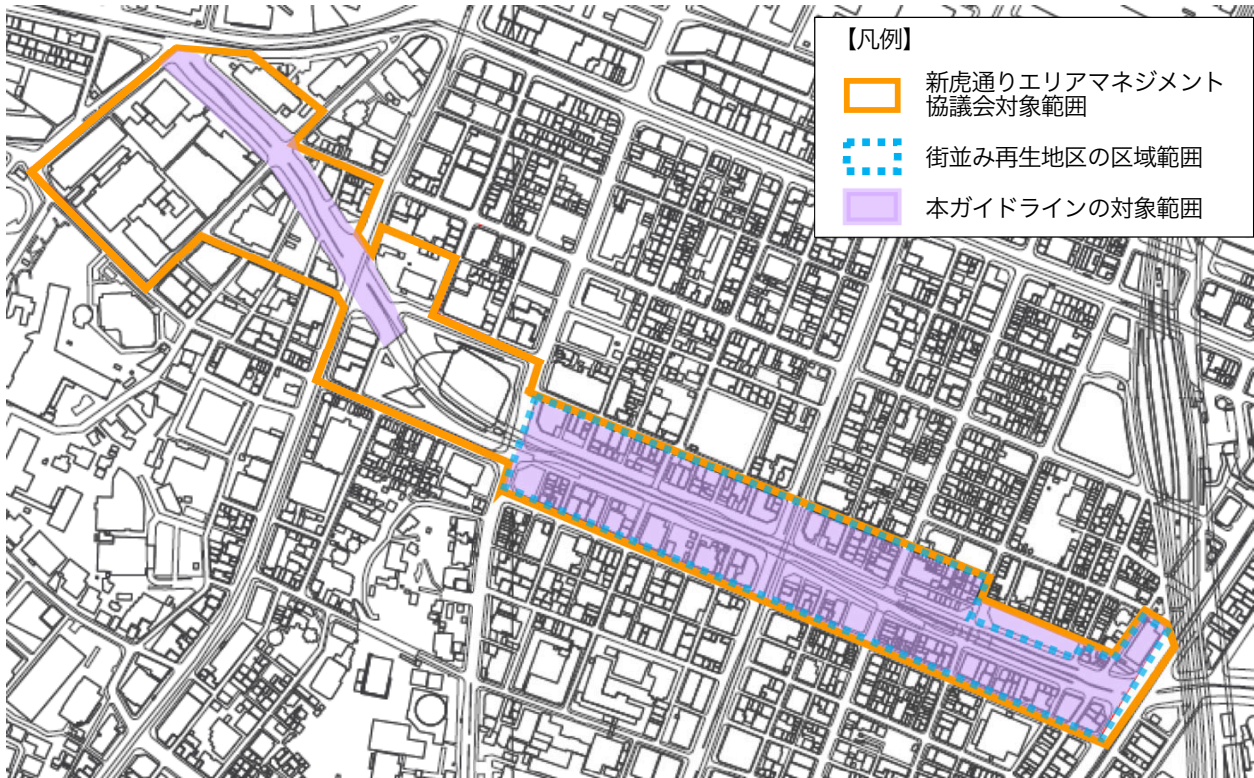 【凡例】
新虎通りエリアマネジメント
協議会対象範囲
街並み再生地区の区域範囲
本ガイドラインの対象範囲